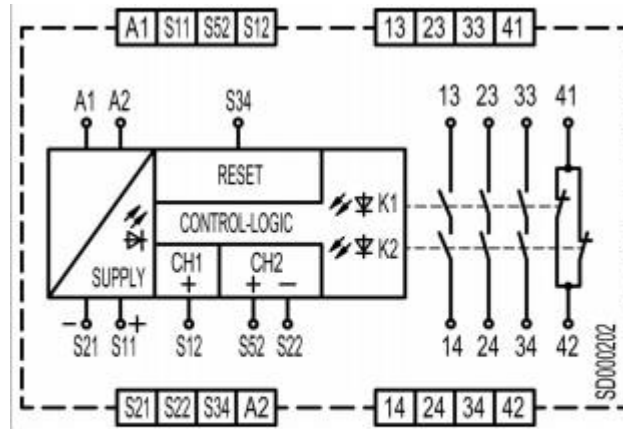 A1 S11 S52 S12 13 23 33 41
A1 A2 S34 13 23 33 41
RESET
CONTROL-LOGIC K1
SUPPLY CH1 CH2 K2
+ + −
− + 
S21 S11 S12 S52 S22 14 24 34 42
SD000202
S21 S22 S34 A2 14 24 34 42